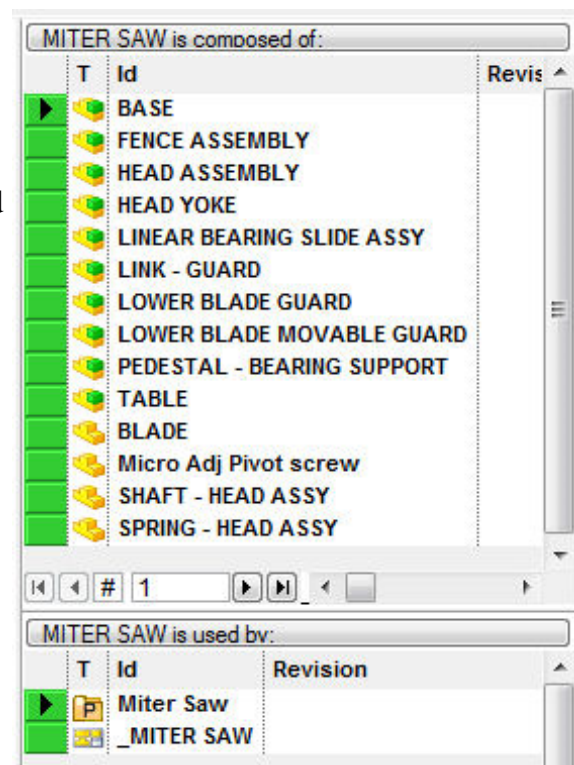 MITER SAW is composed of:
T Id Revis
BASE
FENCE ASSEMBLY
HEAD ASSEMBLY
HEAD YOKE
LINEAR BEARING SLIDE ASSY
LINK - GUARD
LOWER BLADE GUARD
LOWER BLADE MOVABLE GUARD
PEDESTAL - BEARING SUPPORT
TABLE
BLADE
Micro Adj Pivot screw
SHAFT - HEAD ASSY
SPRING - HEAD ASSY
# 1
MITER SAW is used by:
T Id Revision
P Miter Saw
_MITER SAW